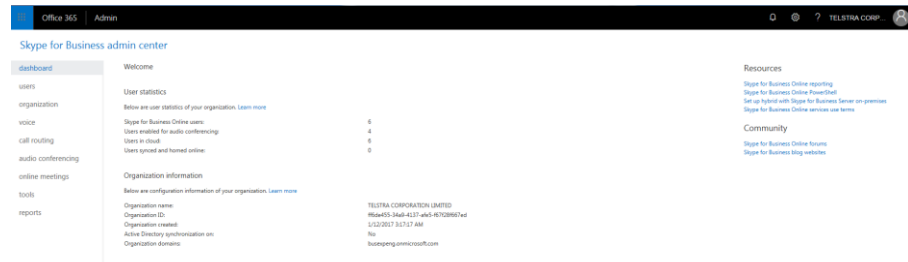 Office 365 Admin ? TELSTRA CORP...
Skype for Business admin center
dashboard
users
organization
voice
call routing
audio conferencing
online meetings
tools
reports
Welcome
User statistics
Below are user statistics of your organization. Learn more
Skype for Business Online users: 6
Users enabled for audio conferencing: 4
Users in cloud: 6
Users synced and homed online: 0
Organization information
Below are configuration information of your organization. Learn more
Organization name: TELSTRA CORPORATION LIMITED
Organization ID:
Organization created: 1/12/2017 3:17:17 AM
Active Directory synchronization on: No
Organization domains: busexpeng.onmicrosoft.com
Resources
Skype for Business Online reporting
Skype for Business Online PowerShell
Set up hybrid with Skype for Business Server on-premises
Skype for Business Online services use terms
Community
Skype for Business Online forums
Skype for Business blog websites